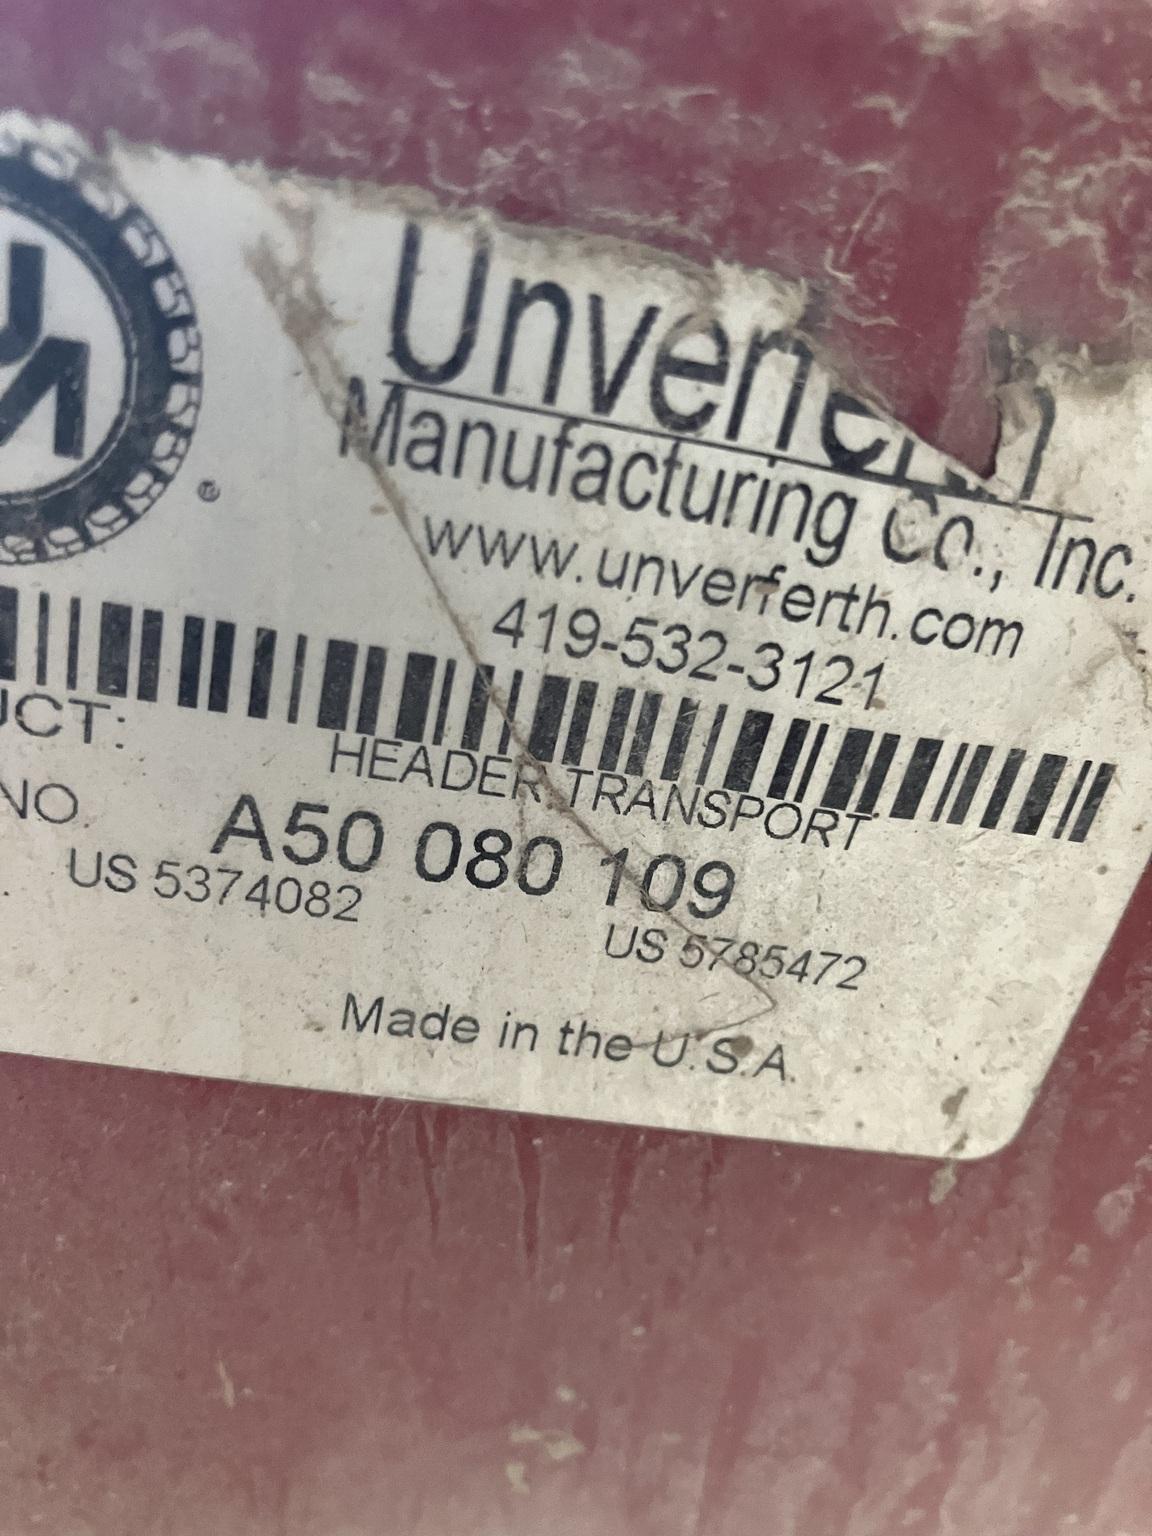 Unverferth
Manufacturing Co., Inc.
www.unverferth.com
419-532-3121
UCT: HEADER TRANSPORT
NO. A50 080 109
US 5374082 US 5785472
Made in the U.S.A.
®